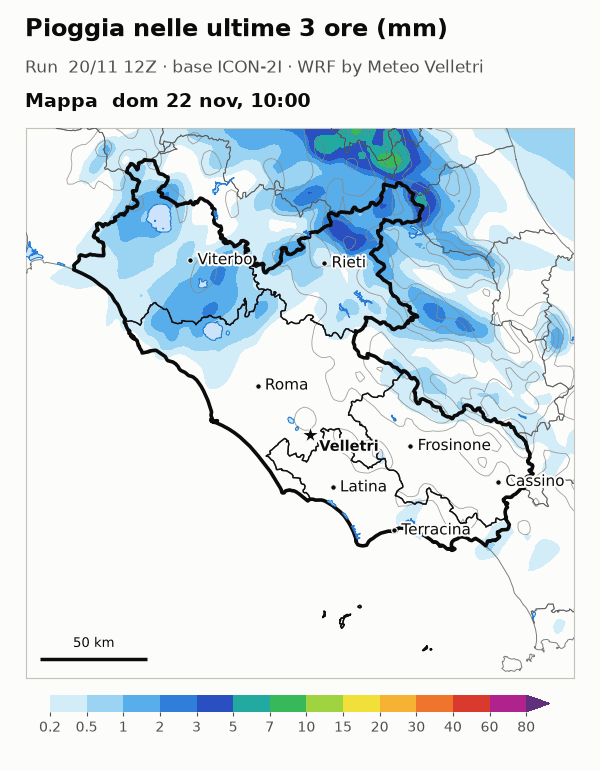 Pioggia nelle ultime 3 ore (mm)
Run  20/11 12Z · base ICON-2I · WRF by Meteo Velletri
Mappa  dom 22 nov, 10:00
Viterbo
Rieti
Roma
Velletri
Frosinone
Cassino
Latina
Terracina
50 km
0.2 0.5 1 2 3 5 7 10 15 20 30 40 60 80